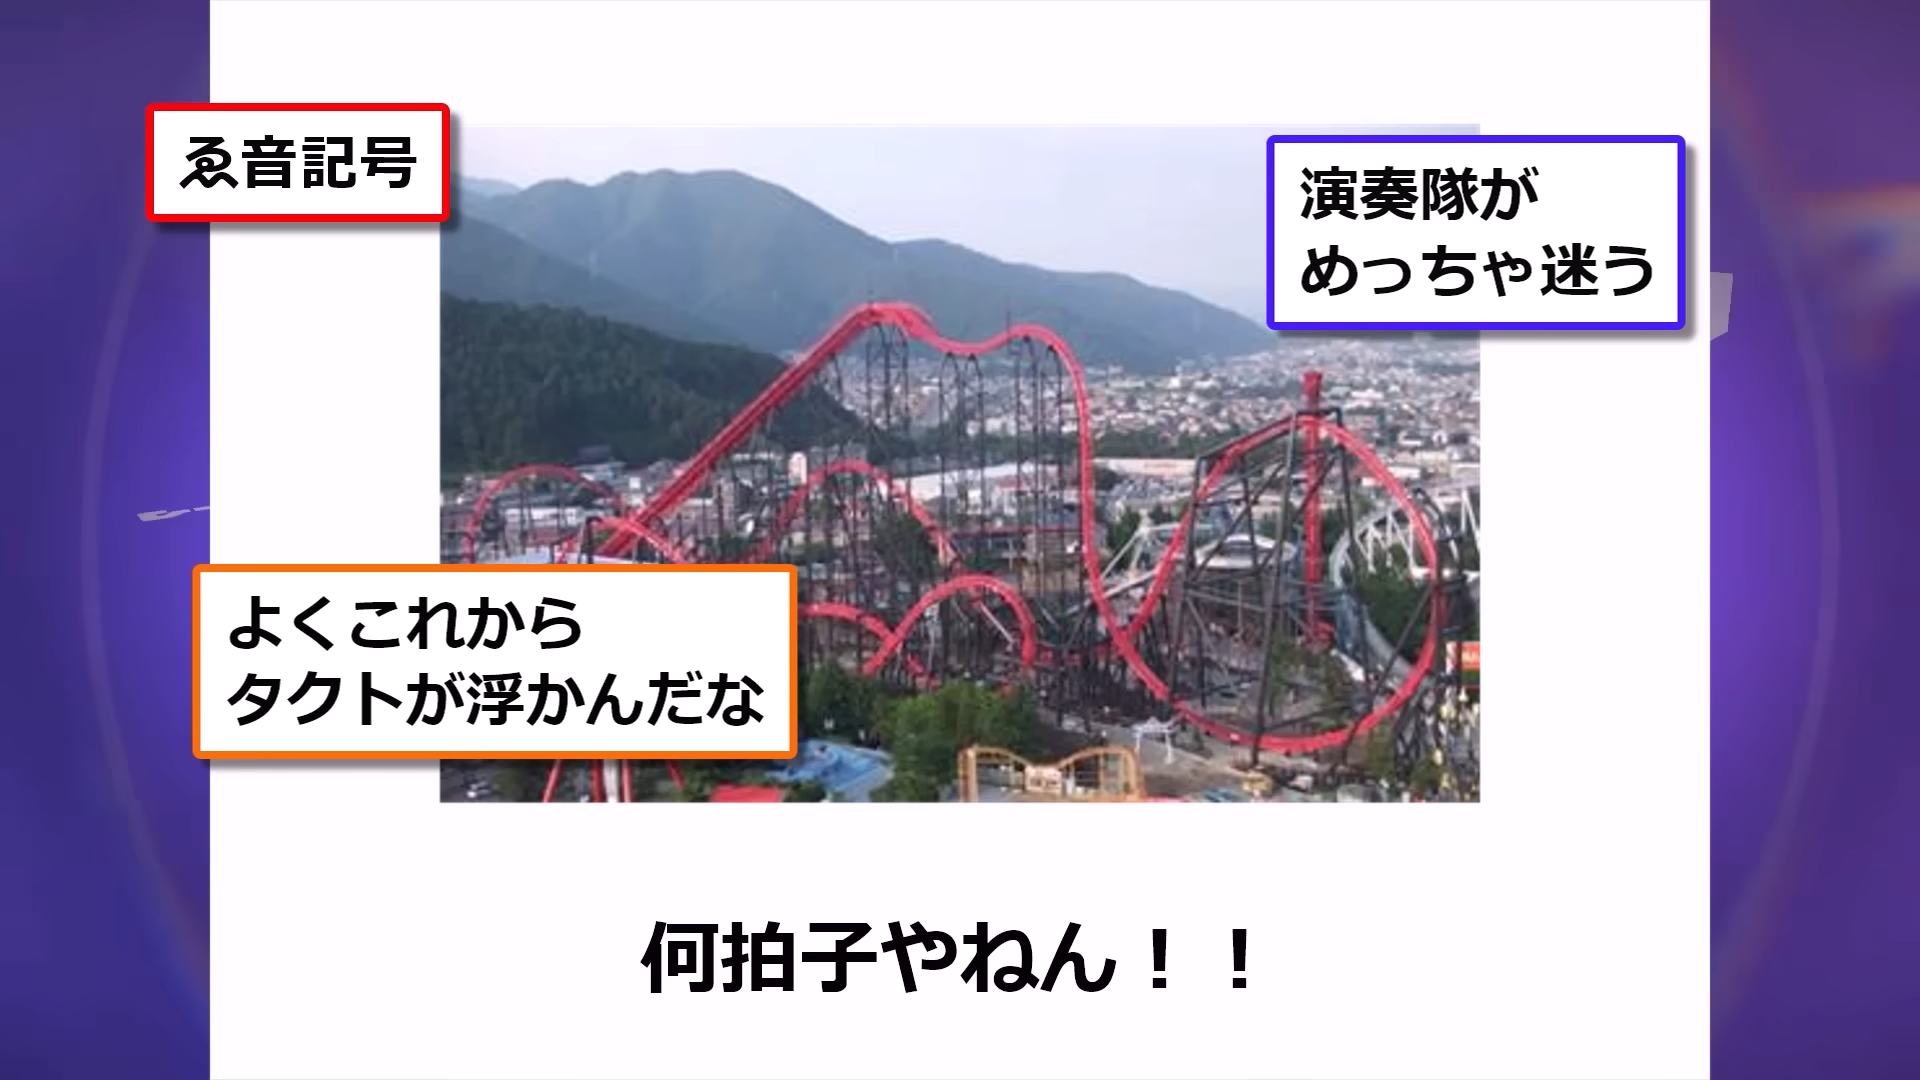 ゑ音記号
演奏隊が
めっちゃ迷う
よくこれから
タクトが浮かんだな
何拍子やねん！！